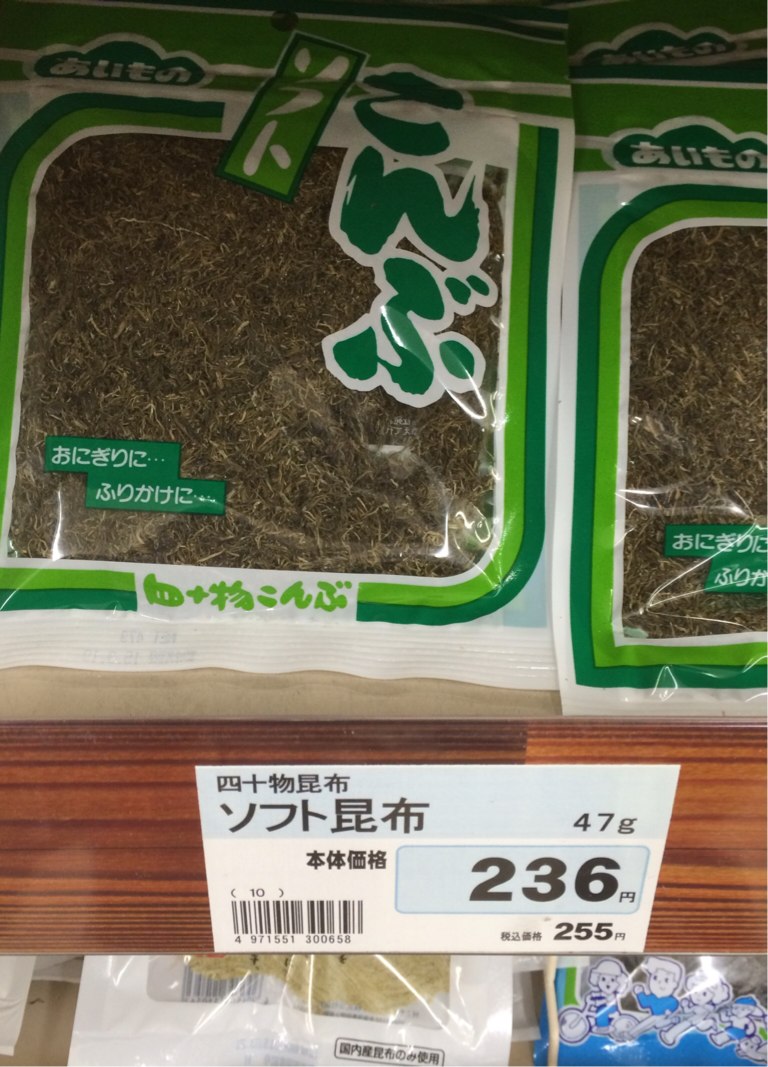 あいもの
ソフト
こんぶ
おにぎりに…
ふりかけに…
四十物こんぶ
あいもの
おにぎりに
ふりか
四十物昆布
ソフト昆布
47g
本体価格
236円
(10)
4 971551 300658
税込価格 255円
国内産昆布のみ使用